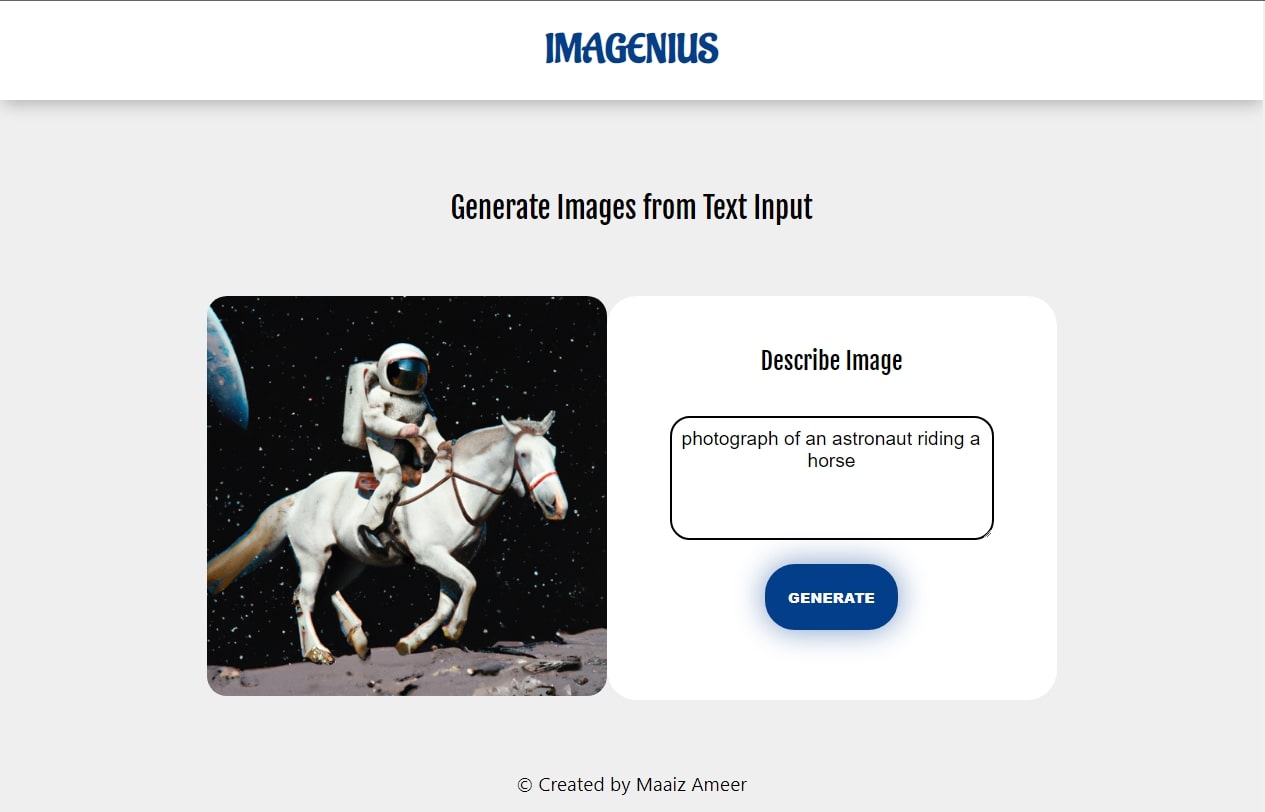 IMAGENIUS
Generate Images from Text Input
Describe Image
photograph of an astronaut riding a
horse
GENERATE
© Created by Maaiz Ameer